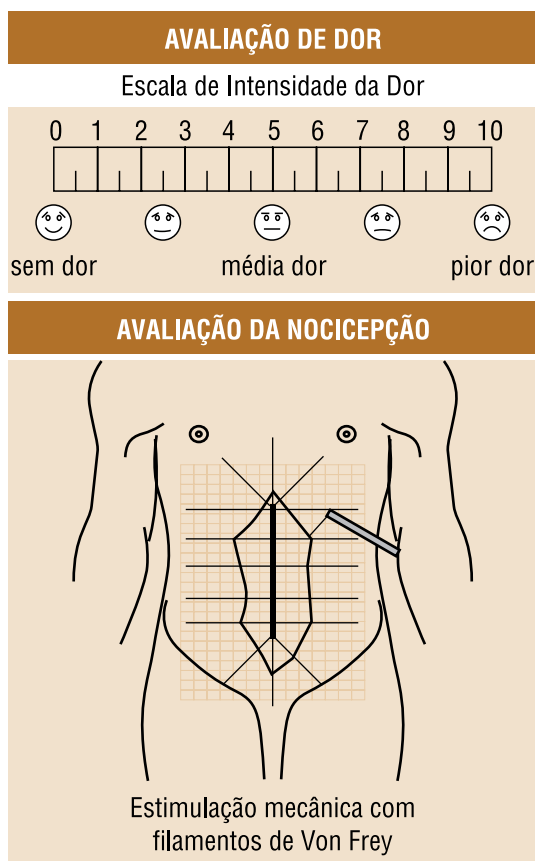 AVALIAÇÃO DE DOR
Escala de Intensidade da Dor
0 1 2 3 4 5 6 7 8 9 10
sem dor média dor pior dor
AVALIAÇÃO DA NOCICEPÇÃO
Estimulação mecânica com
filamentos de Von Frey